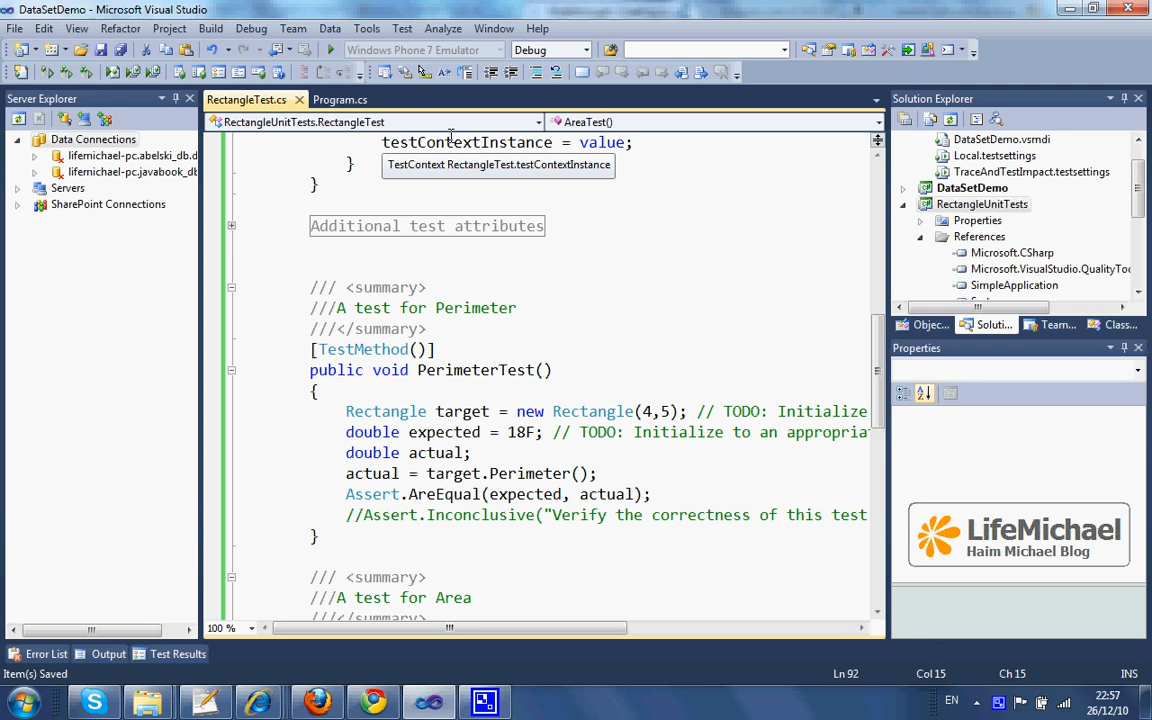 DataSetDemo - Microsoft Visual Studio
File Edit View Refactor Project Build Debug Team Data Tools Test Analyze Window Help
Windows Phone 7 Emulator Debug
Server Explorer
Data Connections
lifemichael-pc.abelski_db.d
lifemichael-pc.javabook_db
Servers
SharePoint Connections
RectangleTest.cs Program.cs
RectangleUnitTests.RectangleTest AreaTest()
testContextInstance = value;
TestContext RectangleTest.testContextInstance
}
}
Additional test attributes
/// <summary>
///A test for Perimeter
///</summary>
[TestMethod()]
public void PerimeterTest()
{
Rectangle target = new Rectangle(4,5); // TODO: Initialize
double expected = 18F; // TODO: Initialize to an appropria
double actual;
actual = target.Perimeter();
Assert.AreEqual(expected, actual);
//Assert.Inconclusive("Verify the correctness of this test
}
/// <summary>
///A test for Area
///</summary>
100 %
Solution Explorer
DataSetDemo.vsmdi
Local.testsettings
TraceAndTestImpact.testsettings
DataSetDemo
RectangleUnitTests
Properties
References
Microsoft.CSharp
Microsoft.VisualStudio.QualityToo
SimpleApplication
Objec... Soluti... Team... Class...
Properties
LifeMichael
Haim Michael Blog
Error List Output Test Results
Item(s) Saved Ln 92 Col 15 Ch 15 INS
EN 22:57
26/12/10